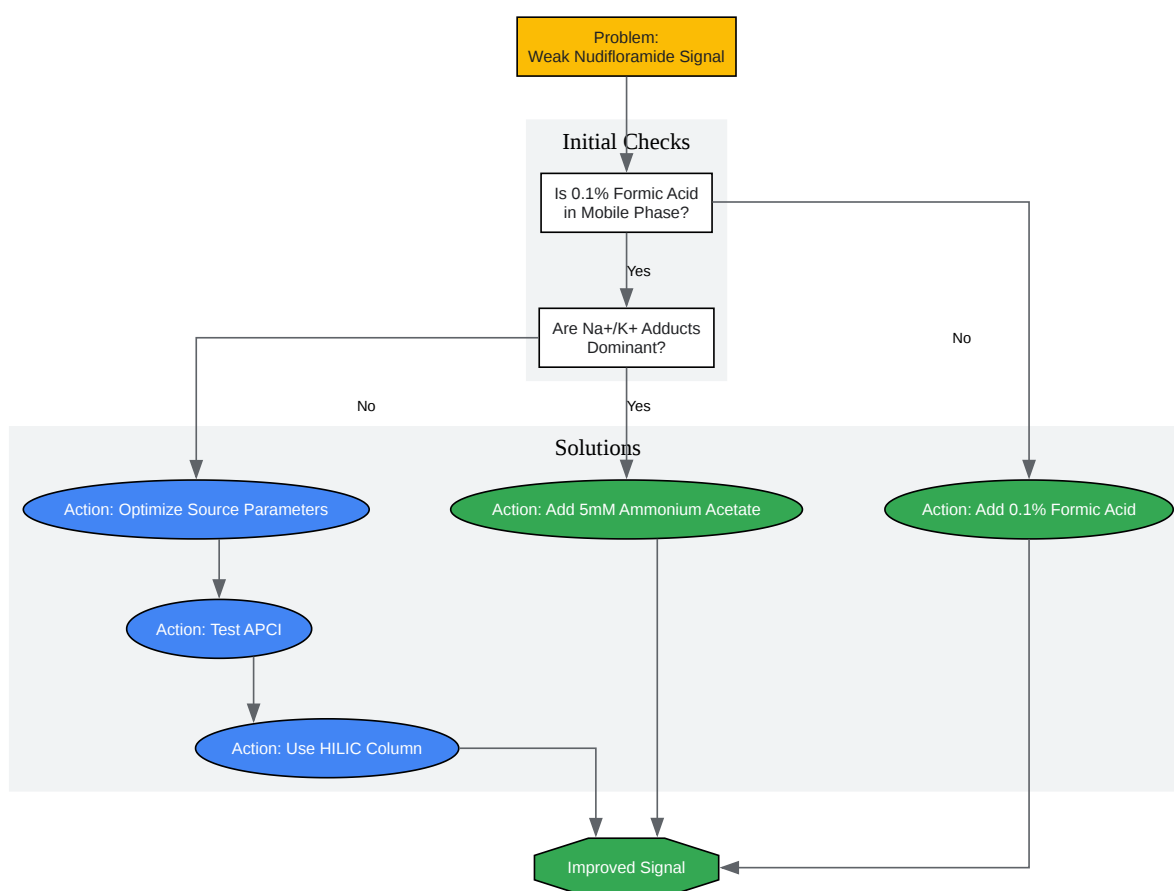 Problem:
Weak Nudifloramide Signal
Initial Checks
Is 0.1% Formic Acid
in Mobile Phase?
Yes
Are Na+/K+ Adducts
Dominant?
No
No
Yes
Solutions
Action: Optimize Source Parameters
Action: Add 5mM Ammonium Acetate
Action: Add 0.1% Formic Acid
Action: Test APCI
Action: Use HILIC Column
Improved Signal